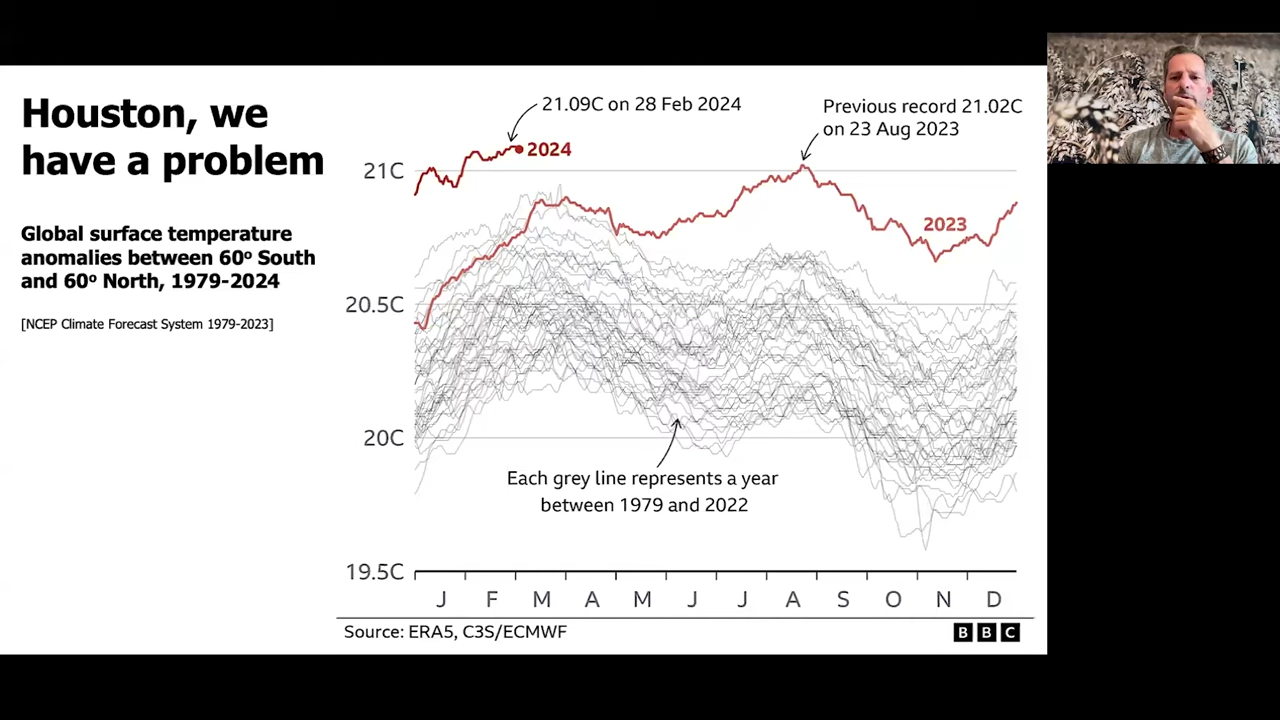 Houston, we
have a problem
Global surface temperature
anomalies between 60º South
and 60º North, 1979-2024
[NCEP Climate Forecast System 1979-2023]
21.09C on 28 Feb 2024
Previous record 21.02C
on 23 Aug 2023
2024
2023
21C
20.5C
20C
19.5C
Each grey line represents a year
between 1979 and 2022
J F M A M J J A S O N D
Source: ERA5, C3S/ECMWF
BBC